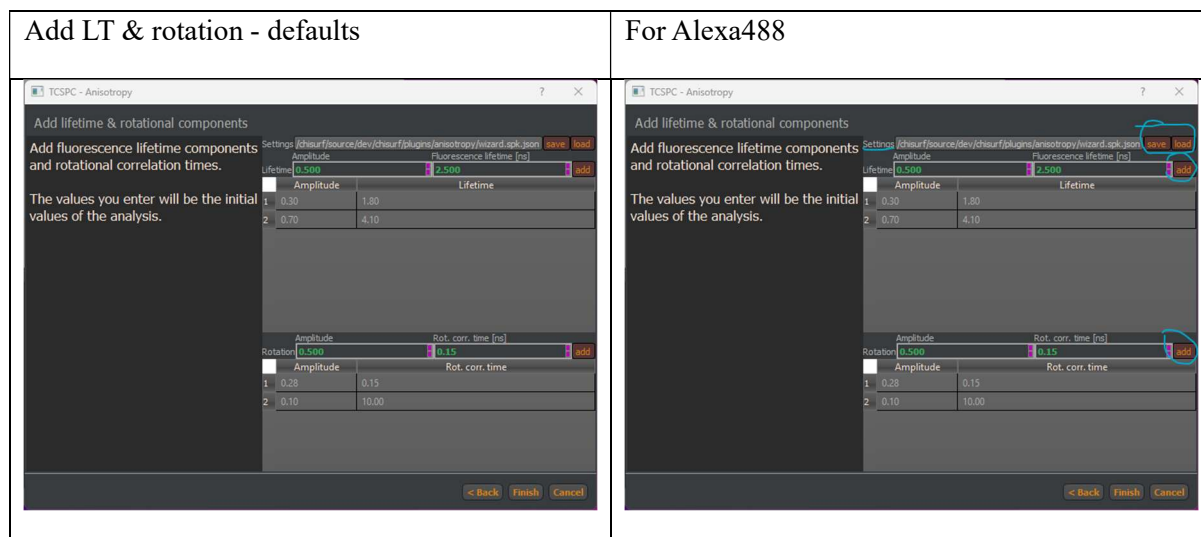 Add LT & rotation - defaults
For Alexa488
TCSPC - Anisotropy ? ×
Add lifetime & rotational components
Add fluorescence lifetime components
and rotational correlation times.
The values you enter will be the initial
values of the analysis.
Settings /chisurf/source/dev/chisurf/plugins/anisotropy/wizard.spk.json save load
Amplitude Fluorescence lifetime [ns]
Lifetime 0.500 2.500 add
Amplitude Lifetime
1 0.30 1.80
2 0.70 4.10
Amplitude Rot. corr. time [ns]
Rotation 0.500 0.15 add
Amplitude Rot. corr. time
1 0.28 0.15
2 0.10 10.00
< Back Finish Cancel
TCSPC - Anisotropy ? ×
Add lifetime & rotational components
Add fluorescence lifetime components
and rotational correlation times.
The values you enter will be the initial
values of the analysis.
Settings /chisurf/source/dev/chisurf/plugins/anisotropy/wizard.spk.json save load
Amplitude Fluorescence lifetime [ns]
Lifetime 0.500 2.500 add
Amplitude Lifetime
1 0.30 1.80
2 0.70 4.10
Amplitude Rot. corr. time [ns]
Rotation 0.500 0.15 add
Amplitude Rot. corr. time
1 0.28 0.15
2 0.10 10.00
< Back Finish Cancel